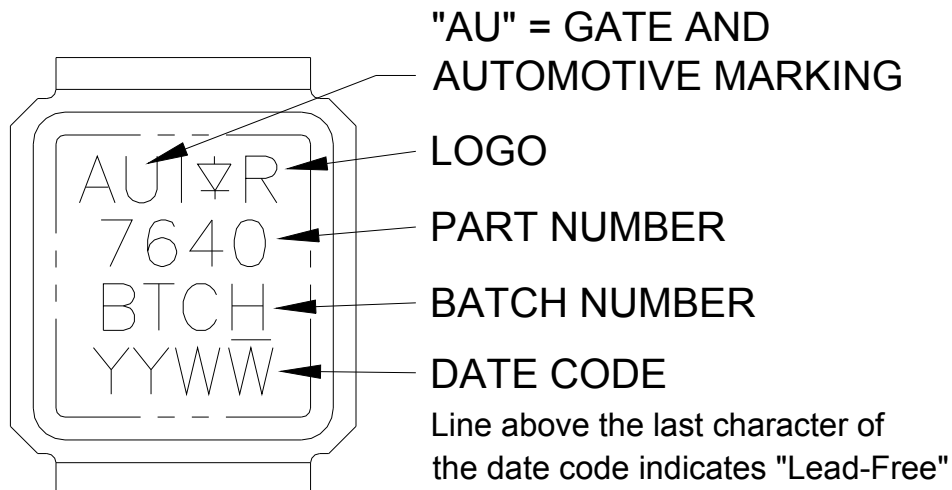 "AU" = GATE AND
AUTOMOTIVE MARKING
AUI R
LOGO
7640
PART NUMBER
BTCH
BATCH NUMBER
YYWW̅
DATE CODE
Line above the last character of
the date code indicates "Lead-Free"